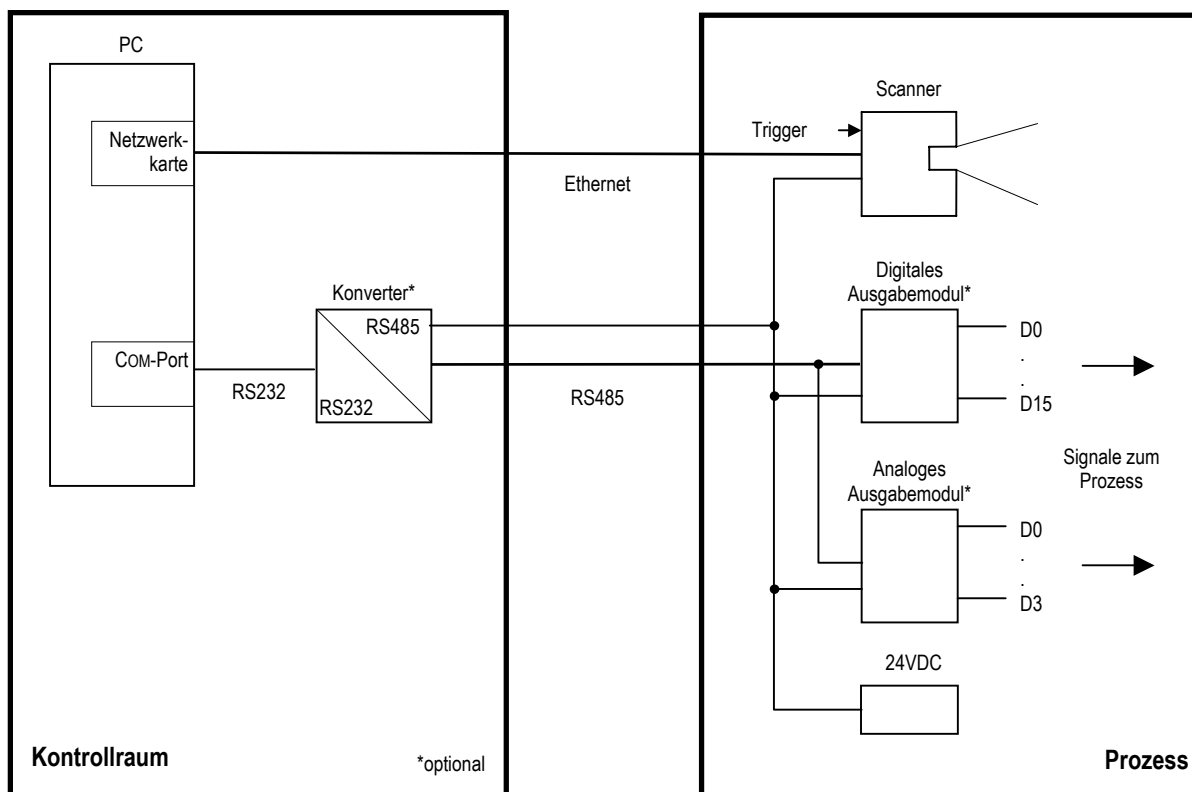 PC
Netzwerk-
karte
COM-Port
RS232
Konverter*
RS485
RS232
Kontrollraum
*optional
Ethernet
RS485
Scanner
Trigger
Digitales
Ausgabemodul*
D0
.
.
D15
Analoges
Ausgabemodul*
D0
.
.
D3
Signale zum
Prozess
24VDC
Prozess